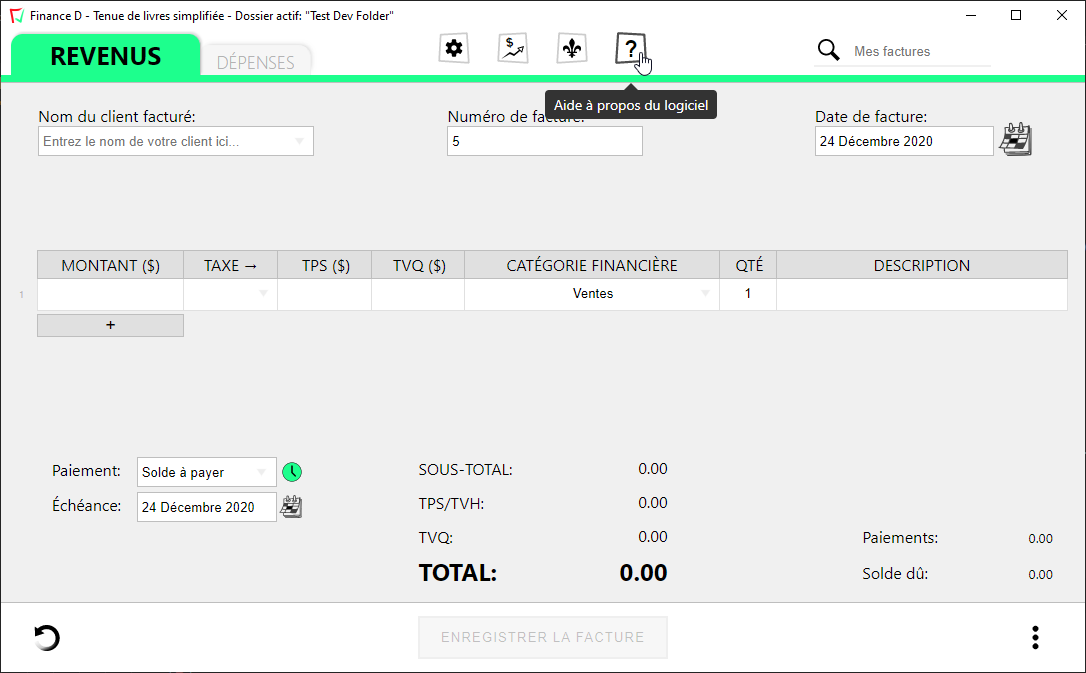 Finance D - Tenue de livres simplifiée - Dossier actif: "Test Dev Folder"
REVENUS
DÉPENSES
$
?
Mes factures
Aide à propos du logiciel
Nom du client facturé:
Numéro de facture:
Date de facture:
Entrez le nom de votre client ici...
5
24 Décembre 2020
MONTANT ($) TAXE → TPS ($) TVQ ($) CATÉGORIE FINANCIÈRE QTÉ DESCRIPTION
1 Ventes 1
+
Paiement: Solde à payer
Échéance: 24 Décembre 2020
SOUS-TOTAL: 0.00
TPS/TVH: 0.00
TVQ: 0.00
TOTAL: 0.00
Paiements: 0.00
Solde dû: 0.00
ENREGISTRER LA FACTURE